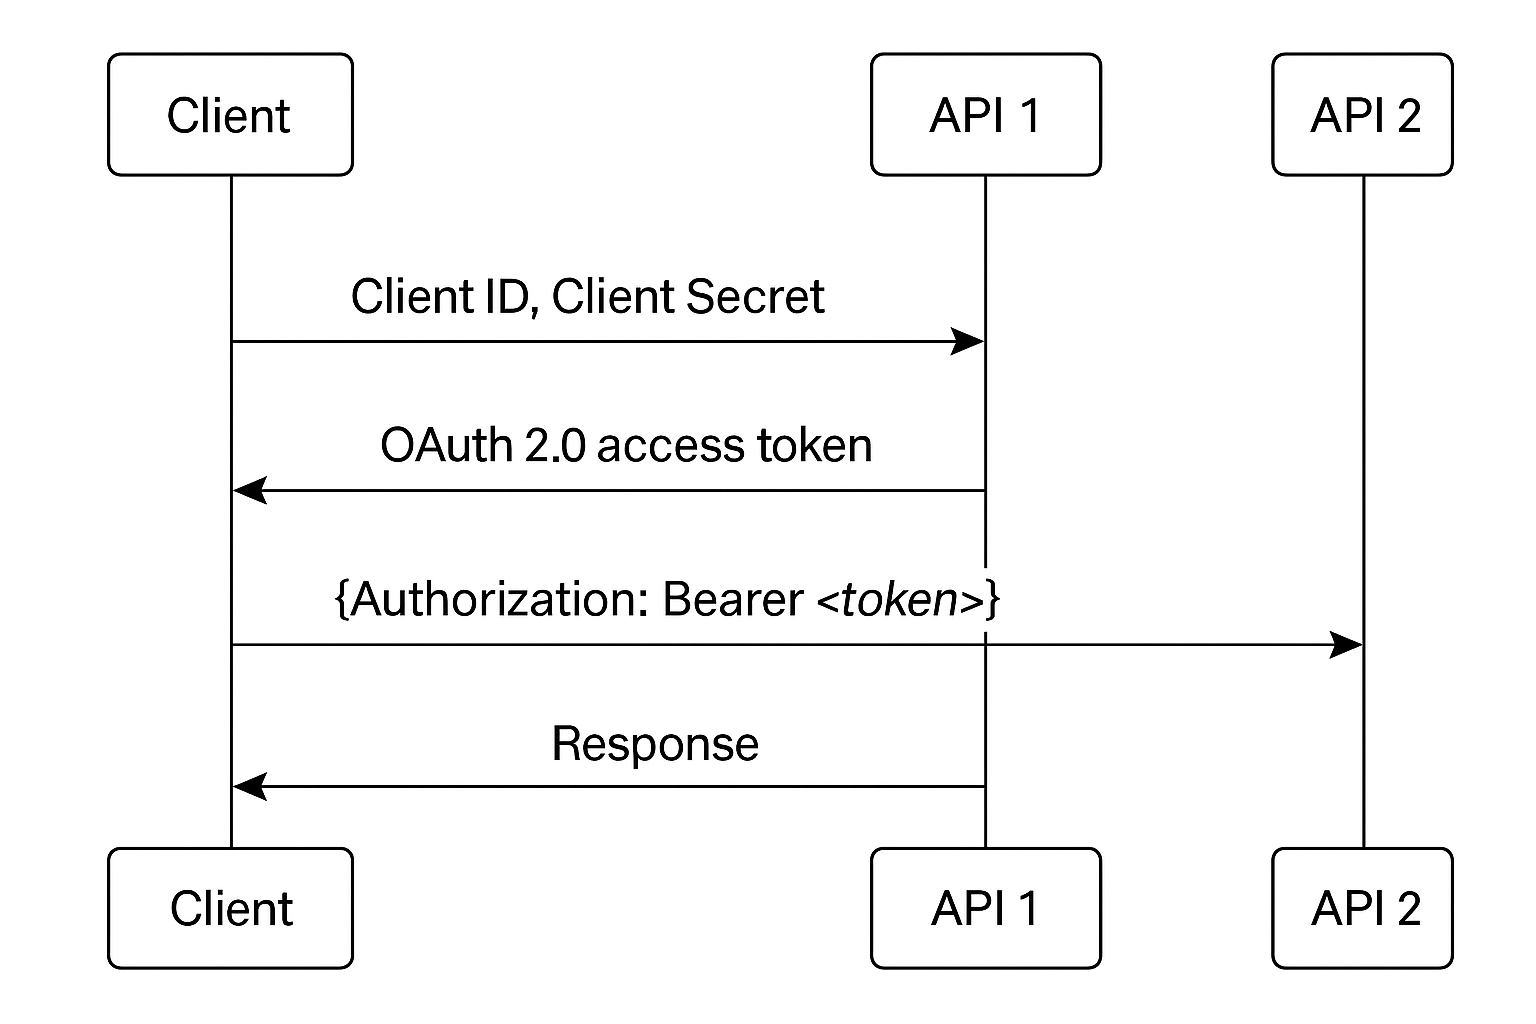 Client
API 1
API 2
Client ID, Client Secret
OAuth 2.0 access token
{Authorization: Bearer <token>}
Response
Client
API 1
API 2